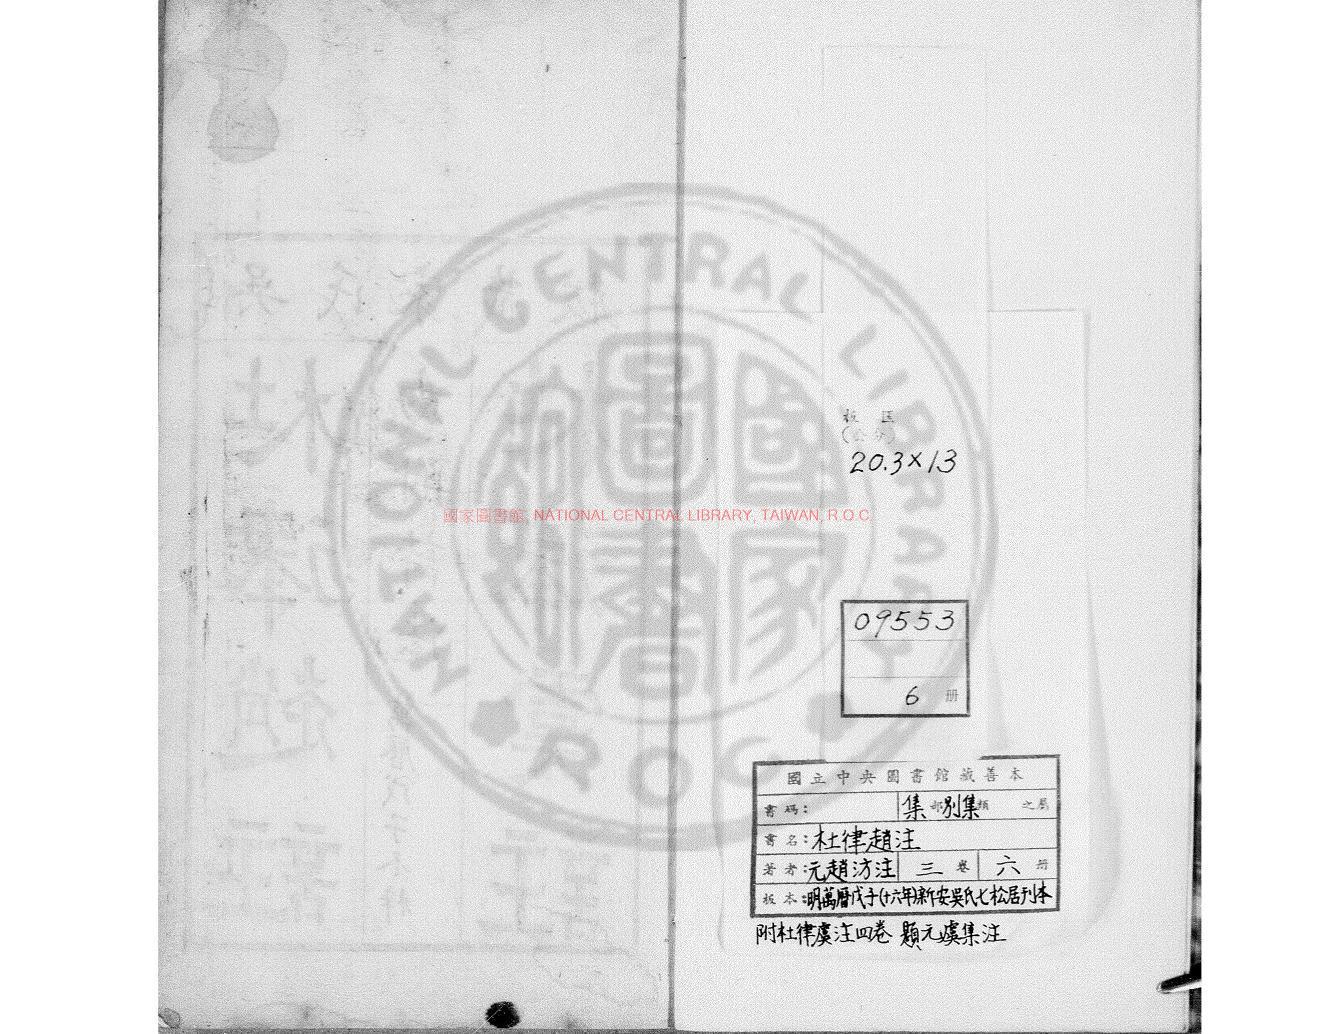 板匡
(公分)
20.3×13
國家圖書館, NATIONAL CENTRAL LIBRARY, TAIWAN, R.O.C.
NATIONAL CENTRAL LIBRARY
國家圖書館
R O C
09553
6 册
國立中央圖書館藏善本
書碼: 集部別集類 之屬
書名:杜律趙注
著者:元趙汸注 三卷 六册
板本:明萬曆戊子(十六年)新安吳氏七松居刊本
附杜律虞注四卷 題元虞集注